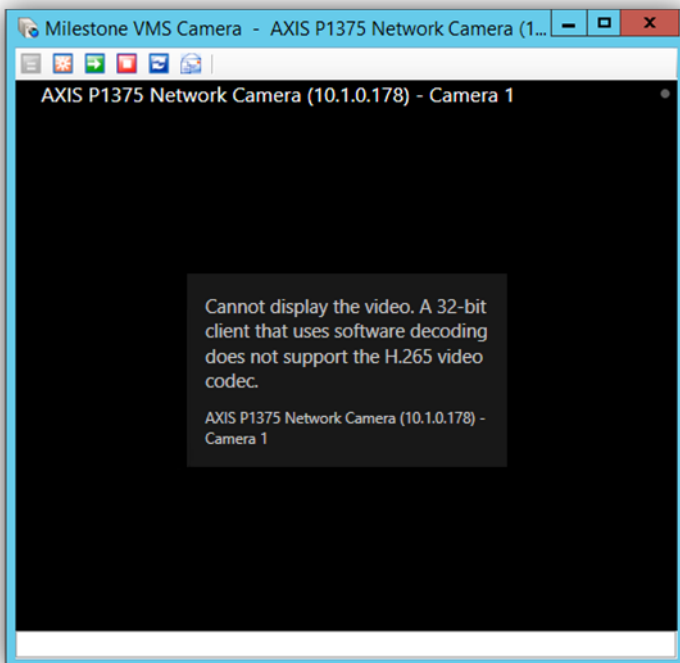 Milestone VMS Camera - AXIS P1375 Network Camera (1...
AXIS P1375 Network Camera (10.1.0.178) - Camera 1
Cannot display the video. A 32-bit
client that uses software decoding
does not support the H.265 video
codec.
AXIS P1375 Network Camera (10.1.0.178) -
Camera 1